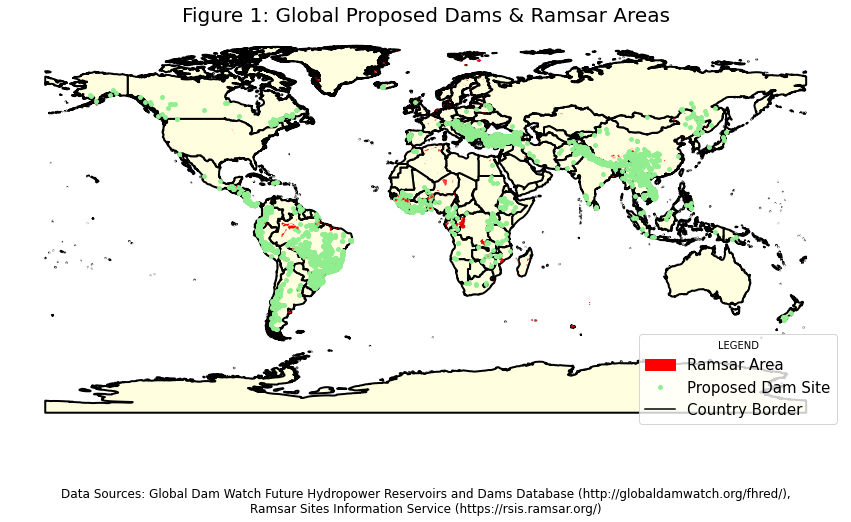 Figure 1: Global Proposed Dams & Ramsar Areas
LEGEND
Ramsar Area
Proposed Dam Site
Country Border
Data Sources: Global Dam Watch Future Hydropower Reservoirs and Dams Database (http://globaldamwatch.org/fhred/),
Ramsar Sites Information Service (https://rsis.ramsar.org/)